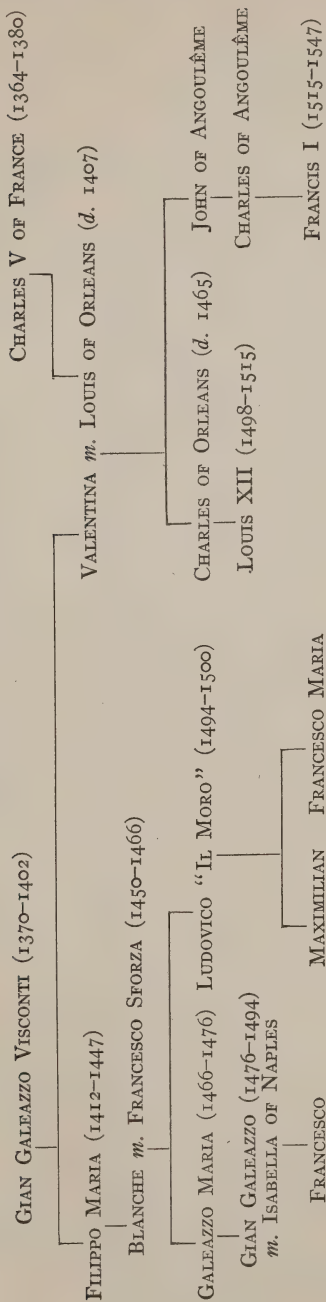 GIAN GALEAZZO VISCONTI (1370–1402)
CHARLES V OF FRANCE (1364–1380)
FILIPPO MARIA (1412–1447)
VALENTINA m. LOUIS OF ORLEANS (d. 1407)
BLANCHE m. FRANCESCO SFORZA (1450–1466)
GALEAZZO MARIA (1466–1476)
LUDOVICO “IL MORO” (1494–1500)
CHARLES OF ORLEANS (d. 1465)
JOHN OF ANGOULÊME
GIAN GALEAZZO (1476–1494)
m. ISABELLA OF NAPLES
LOUIS XII (1498–1515)
CHARLES OF ANGOULÊME
FRANCESCO
MAXIMILIAN
FRANCESCO MARIA
FRANCIS I (1515–1547)